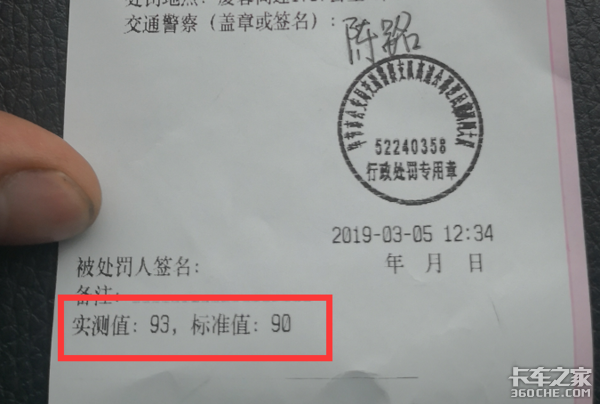 交通警察（盖章或签名）：
陈路
52240358
行政处罚专用章
2019-03-05 12:34
年 月 日
被处罚人签名：
备注：
实测值：93，标准值：90
卡车之家
360CHE.COM